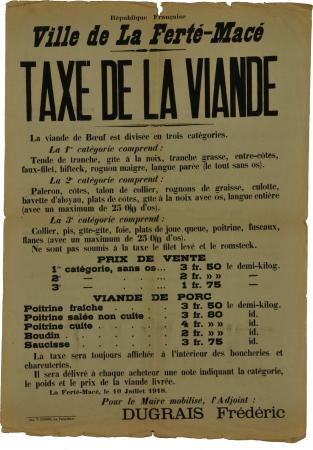 République Française
Ville de La Ferté-Macé
TAXE DE LA VIANDE
La viande de Bœuf est divisée en trois catégories.
La 1re catégorie comprend :
Tende de tranche, gîte à la noix, tranche grasse, entre-côtes,
faux-filet, bifteck, rognon maigre, langue parée (le tout sans os).
La 2e catégorie comprend :
Paleron, côtes, talon de collier, rognons de graisse, culotte,
bavette d'aloyau, plats de côtes, gîte à la noix avec os, langue entière
(avec un maximum de 25 0/0 d'os).
La 3e catégorie comprend :
Collier, pis, gîte-gîte, foie, plats de joue queue, poitrine, fuseaux,
flanes (avec un maximum de 25 0/0 d'os).
Ne sont pas soumis à la taxe le filet levé et le romsteck.
PRIX DE VENTE
1re catégorie, sans os... 3 fr. 50 le demi-kilog.
2e — 2 fr. »» —
3e — 1 fr. 75 —
VIANDE DE PORC
Poitrine fraîche 3 fr. 50 le demi-kilog.
Poitrine salée non cuite 3 fr. 80 id.
Poitrine cuite 4 fr. »» id.
Boudin 2 fr. »» id.
Saucisse 3 fr. 75 id.
La taxe sera toujours affichée à l'intérieur des boucheries et
charcuteries.
Il sera délivré à chaque acheteur une note indiquant la catégorie,
le poids et le prix de la viande livrée.
La Ferté-Macé, le 10 Juillet 1918.
Pour le Maire mobilisé, l'Adjoint :
DUGRAIS Frédéric